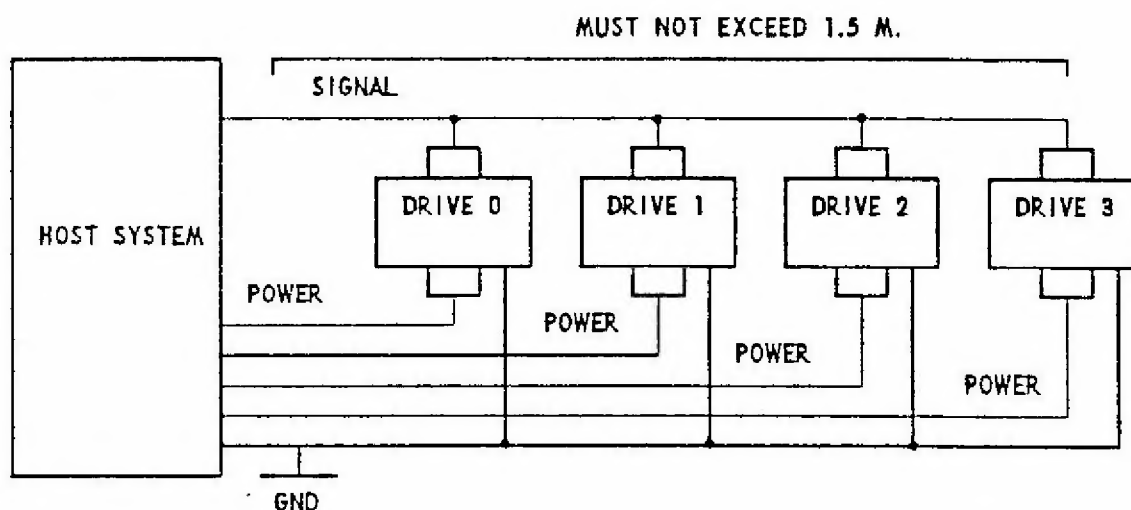 MUST NOT EXCEED 1.5 M.
SIGNAL
HOST SYSTEM
DRIVE 0
DRIVE 1
DRIVE 2
DRIVE 3
POWER
POWER
POWER
POWER
GND